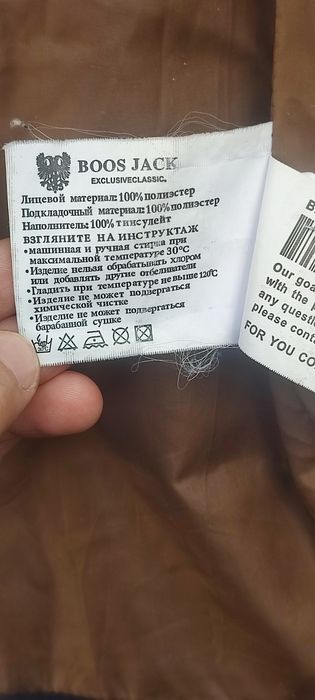 BOOS JACK
EXCLUSIVECLASSIC.
Лицевой материал:100% полиэстер
Подкладочный материал:100% полиэстер
Наполнитель:100% тинсулейт
ВЗГЛЯНИТЕ НА ИНСТРУКТАЖ
•машинная и ручная стирка при
максимальной температуре 30°C
•Изделие нельзя обрабатывать хлором
или добавлять другие отбелители
•Гладить при температуре не выше 120°C
•Изделие не может подвергаться
химической чистке
•Изделие не может подвергаться
барабанной сушке
B
Our goa
with the p
any questio
please cont
FOR YOU CO